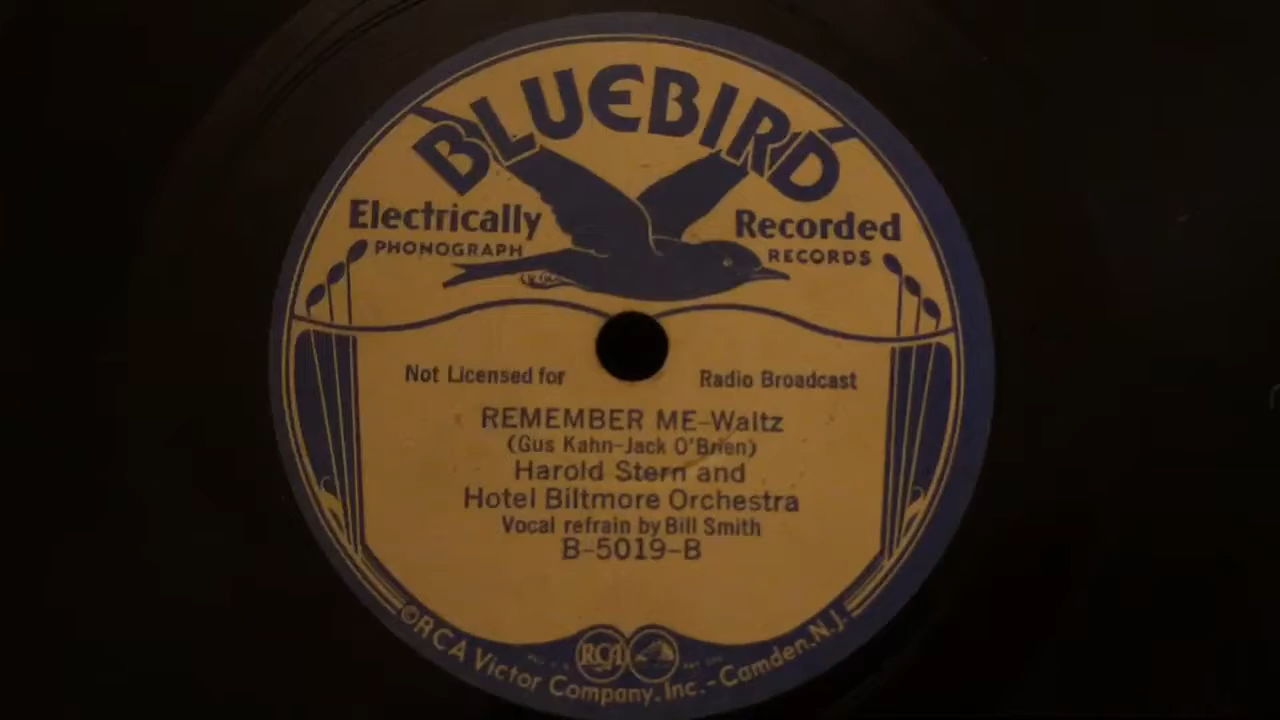 BLUEBIRD
Electrically Recorded
PHONOGRAPH RECORDS
Not Licensed for Radio Broadcast
REMEMBER ME-Waltz
(Gus Kahn-Jack O'Brien)
Harold Stern and
Hotel Biltmore Orchestra
Vocal refrain by Bill Smith
B-5019-B
RCA
©RCA Victor Company, Inc.-Camden, N.J.